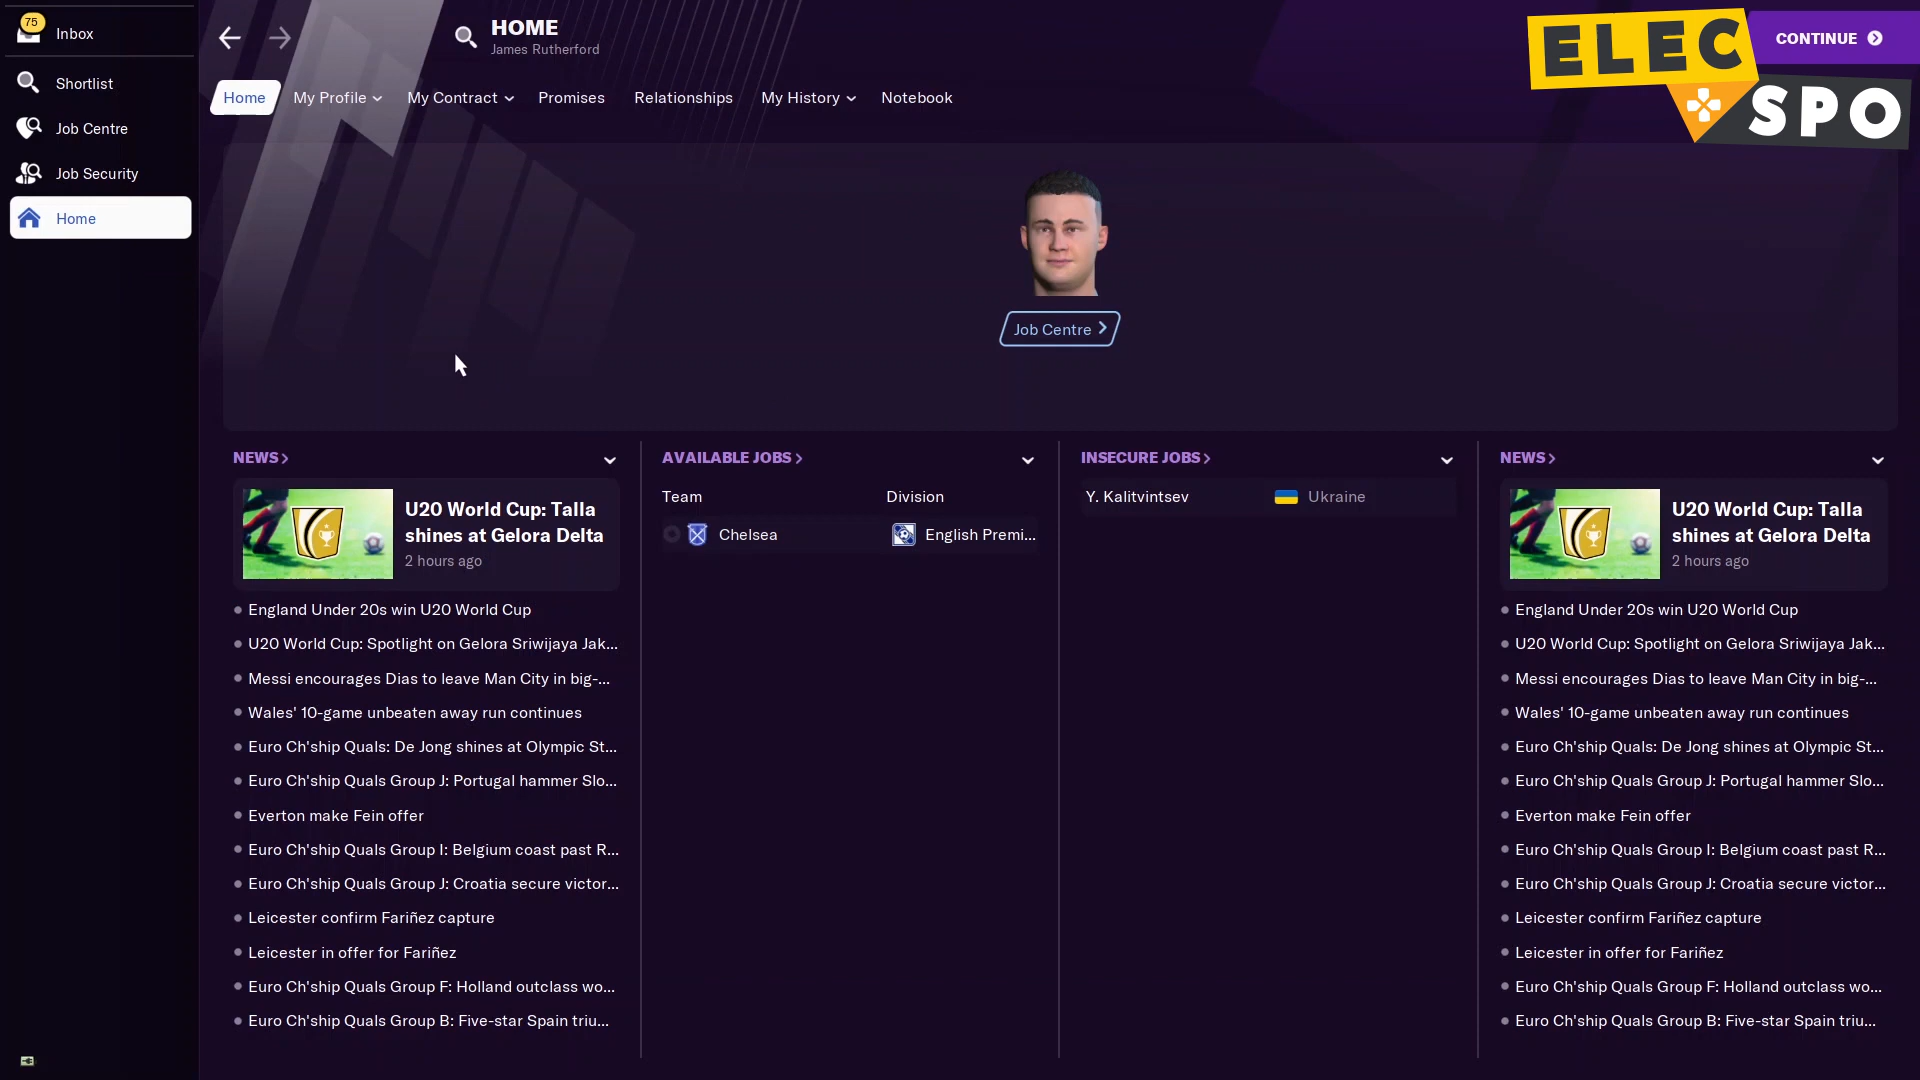 75
Inbox
Shortlist
Job Centre
Job Security
Home
HOME
James Rutherford
ELEC
SPO
CONTINUE
Home
My Profile
My Contract
Promises
Relationships
My History
Notebook
Job Centre
NEWS
U20 World Cup: Talla
shines at Gelora Delta
2 hours ago
England Under 20s win U20 World Cup
U20 World Cup: Spotlight on Gelora Sriwijaya Jak...
Messi encourages Dias to leave Man City in big-...
Wales' 10-game unbeaten away run continues
Euro Ch'ship Quals: De Jong shines at Olympic St...
Euro Ch'ship Quals Group J: Portugal hammer Slo...
Everton make Fein offer
Euro Ch'ship Quals Group I: Belgium coast past R...
Euro Ch'ship Quals Group J: Croatia secure victor...
Leicester confirm Fariñez capture
Leicester in offer for Fariñez
Euro Ch'ship Quals Group F: Holland outclass wo...
Euro Ch'ship Quals Group B: Five-star Spain triu...
AVAILABLE JOBS
Team Division
Chelsea English Premi...
INSECURE JOBS
Y. Kalitvintsev Ukraine
NEWS
U20 World Cup: Talla
shines at Gelora Delta
2 hours ago
England Under 20s win U20 World Cup
U20 World Cup: Spotlight on Gelora Sriwijaya Jak...
Messi encourages Dias to leave Man City in big-...
Wales' 10-game unbeaten away run continues
Euro Ch'ship Quals: De Jong shines at Olympic St...
Euro Ch'ship Quals Group J: Portugal hammer Slo...
Everton make Fein offer
Euro Ch'ship Quals Group I: Belgium coast past R...
Euro Ch'ship Quals Group J: Croatia secure victor...
Leicester confirm Fariñez capture
Leicester in offer for Fariñez
Euro Ch'ship Quals Group F: Holland outclass wo...
Euro Ch'ship Quals Group B: Five-star Spain triu...